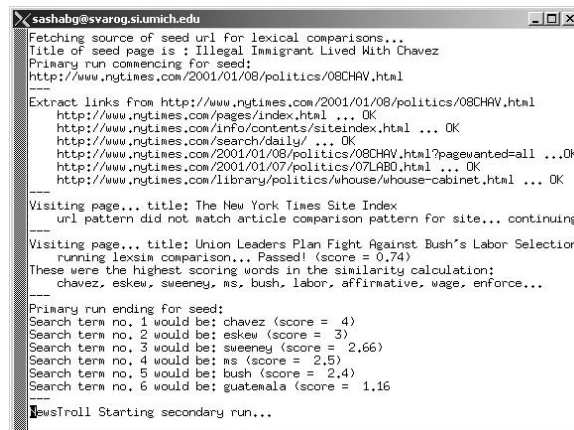 sashabg@svarog.si.umich.edu
Fetching source of seed url for lexical comparisons...
Title of seed page is : Illegal Immigrant Lived With Chavez
Primary run commencing for seed:
http://www.nytimes.com/2001/01/08/politics/08CHAV.html
---
Extract links from http://www.nytimes.com/2001/01/08/politics/08CHAV.html
http://www.nytimes.com/pages/index.html ... OK
http://www.nytimes.com/info/contents/siteindex.html ... OK
http://www.nytimes.com/search/daily/ ... OK
http://www.nytimes.com/2001/01/08/politics/08CHAV.html?pagewanted=all ...OK
http://www.nytimes.com/2001/01/07/politics/07LABO.html ... OK
http://www.nytimes.com/library/politics/whouse/whouse-cabinet.html ... OK
---
Visiting page... title: The New York Times Site Index
url pattern did not match article comparison pattern for site... continuing
---
Visiting page... title: Union Leaders Plan Fight Against Bush's Labor Selection
running lexsim comparison... Passed! (score = 0.74)
These were the highest scoring words in the similarity calculation:
chavez, eskew, sweeney, ms, bush, labor, affirmative, wage, enforce...
---
Primary run ending for seed:
Search term no. 1 would be: chavez (score =  4)
Search term no. 2 would be: eskew (score =  3)
Search term no. 3 would be: sweeney (score =  2.66)
Search term no. 4 would be: ms (score =  2.5)
Search term no. 5 would be: bush (score =  2.4)
Search term no. 6 would be: guatemala (score =  1.16
---
NewsTroll Starting secondary run...